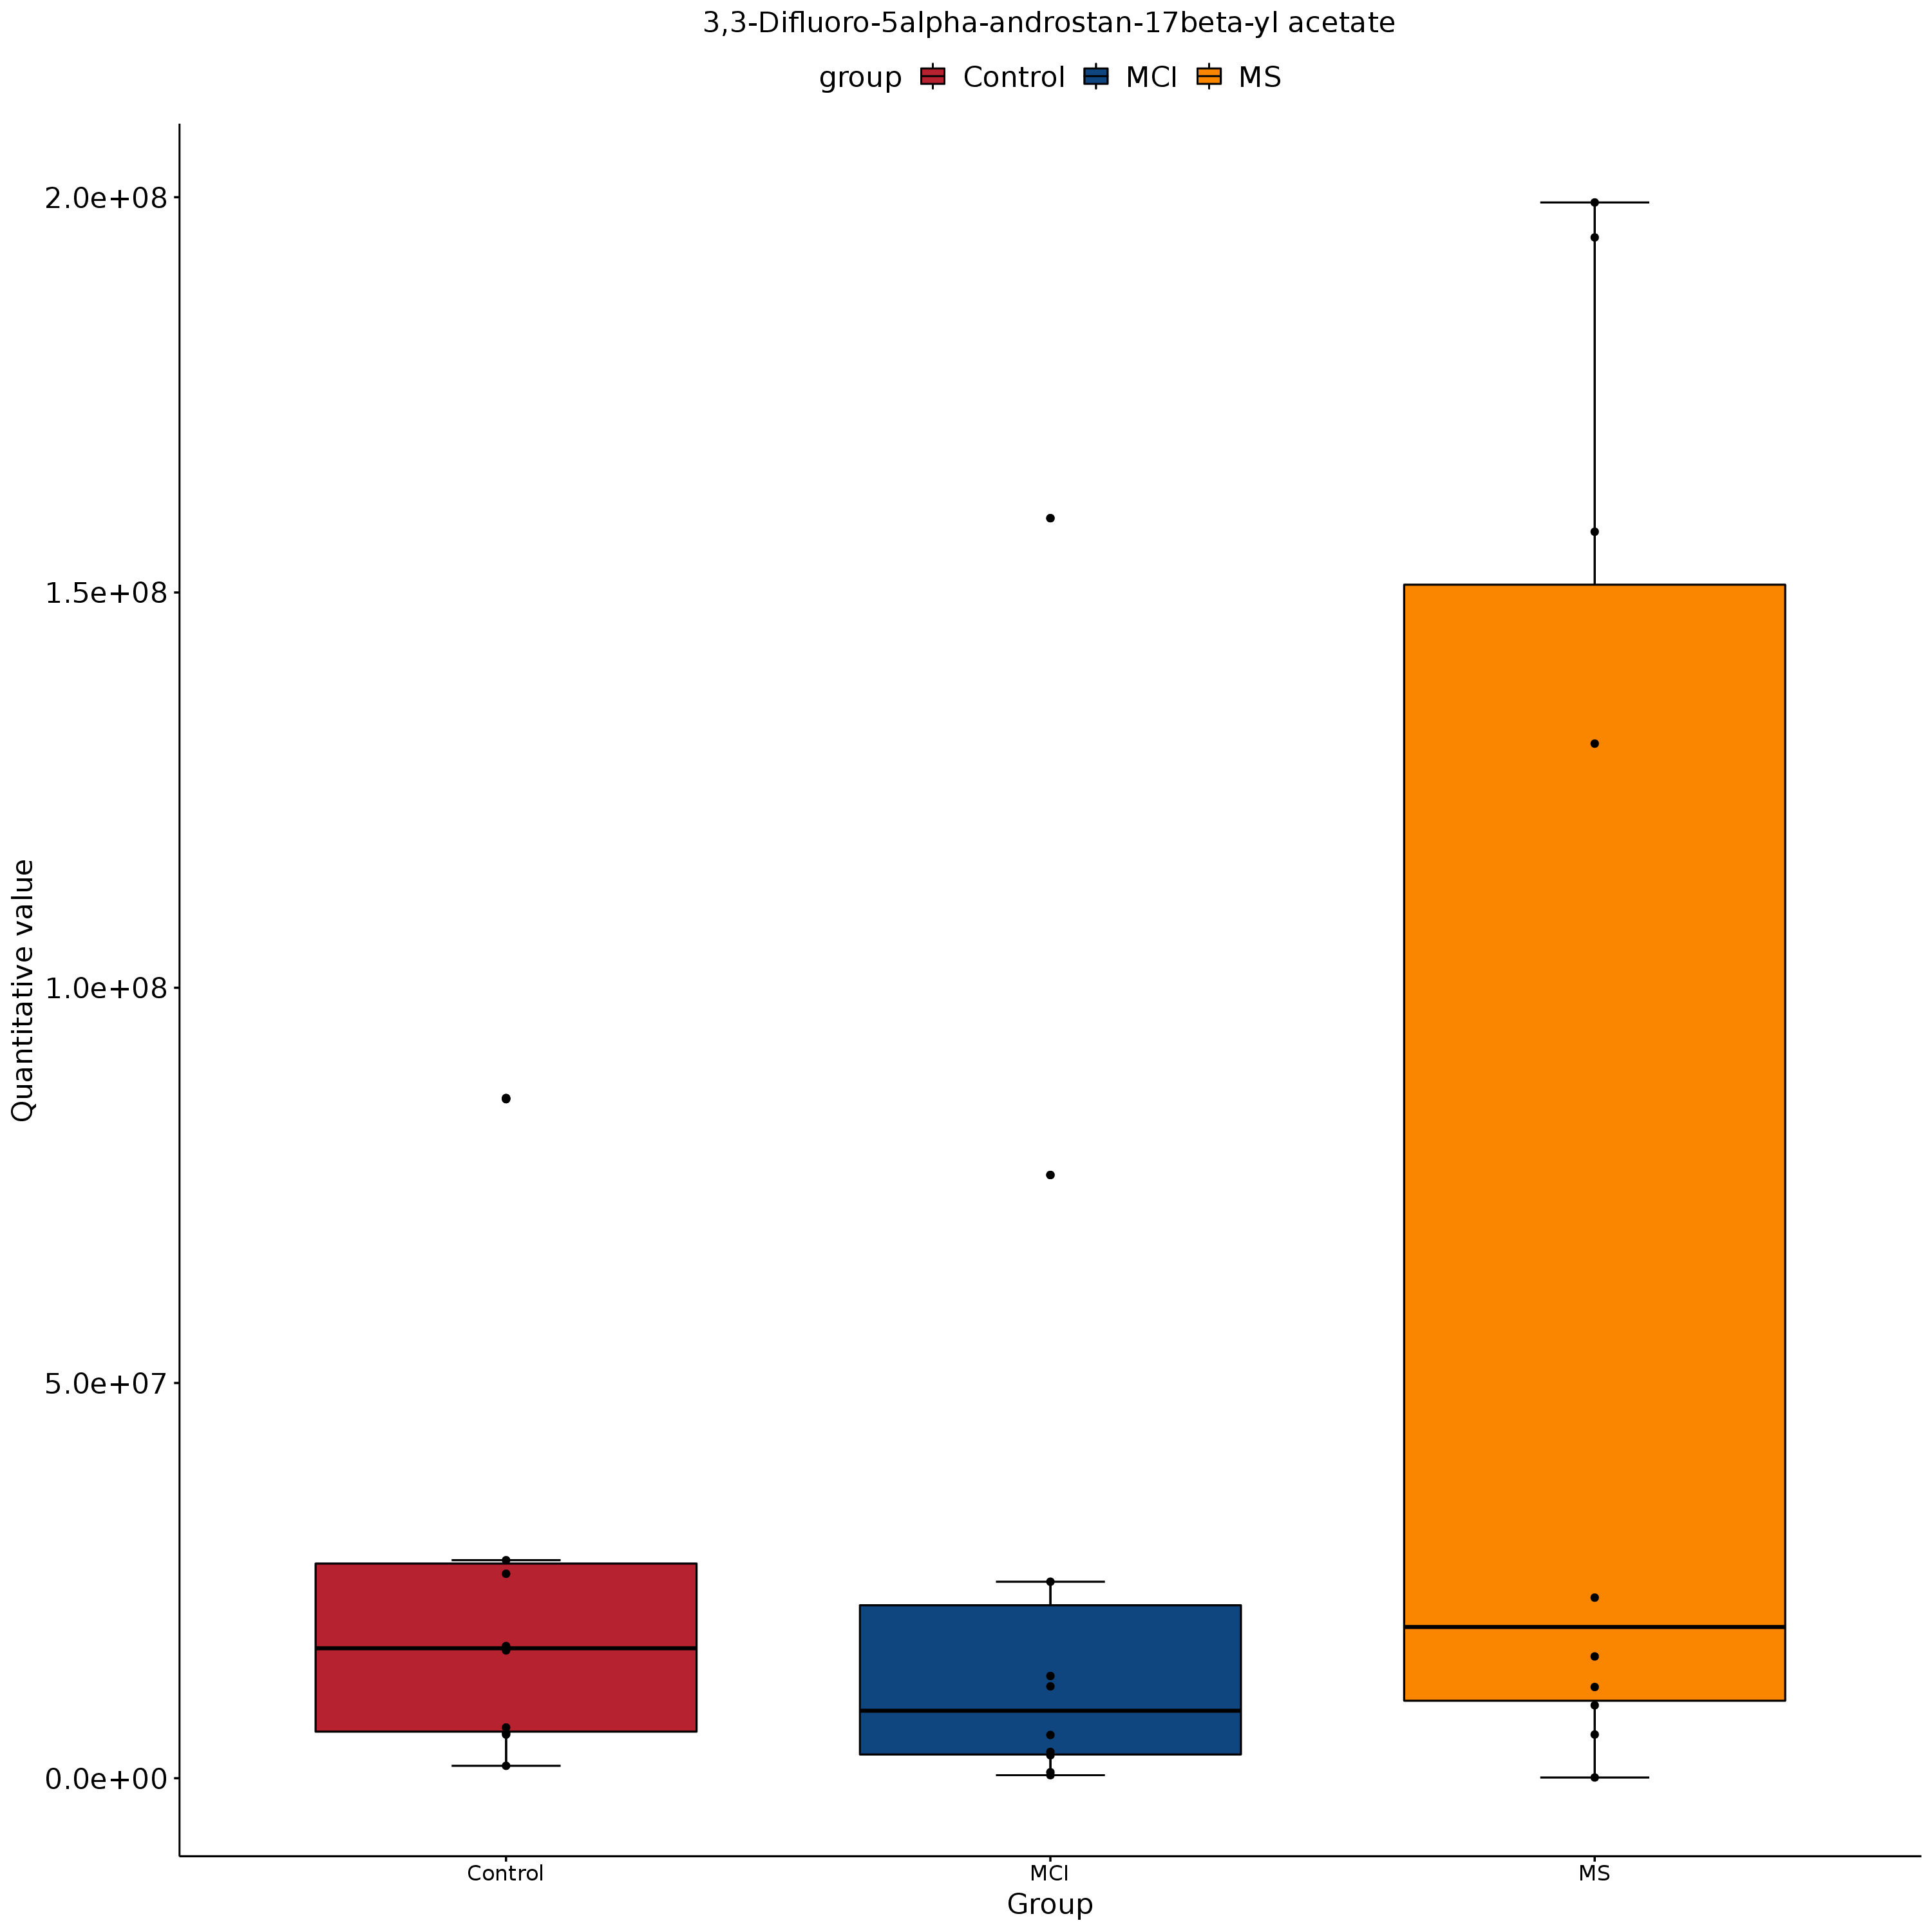 3,3-Difluoro-5alpha-androstan-17beta-yl acetate
group Control MCI MS
Quantitative value
2.0e+08
1.5e+08
1.0e+08
5.0e+07
0.0e+00
Control MCI MS
Group